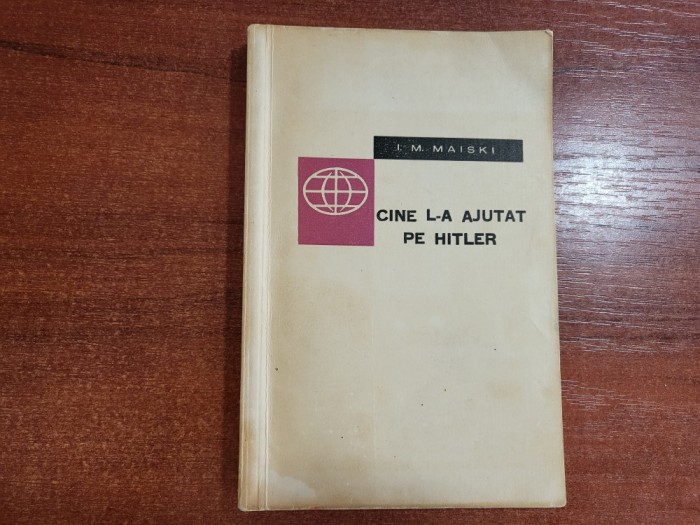 I. M. MAISKI
CINE L-A AJUTAT
PE HITLER